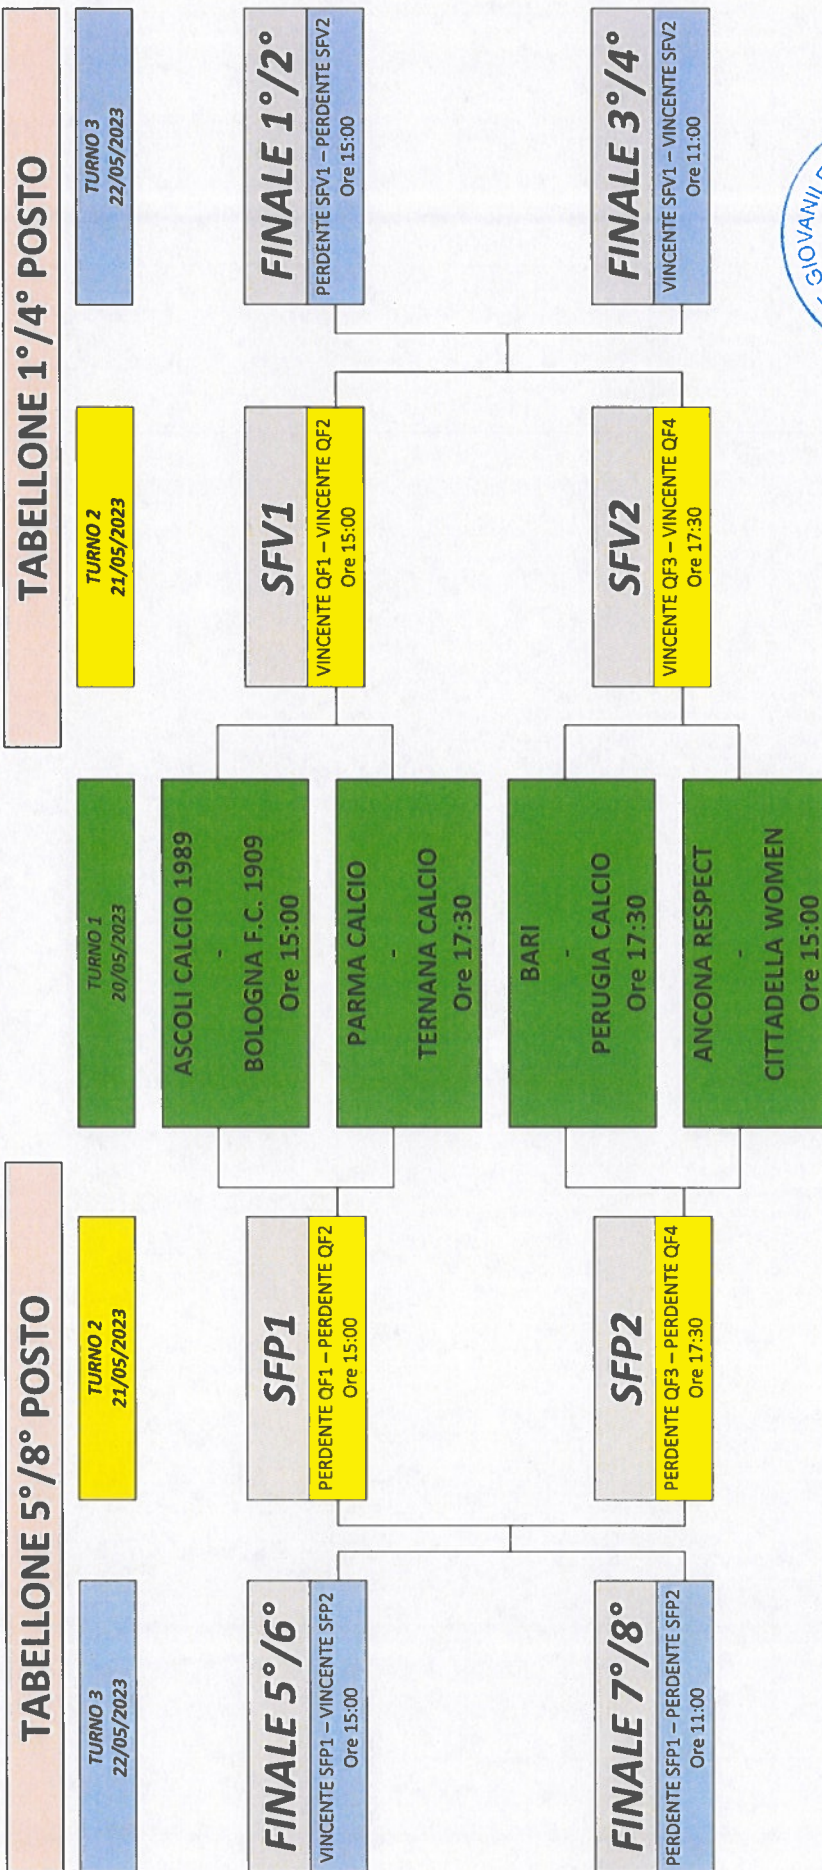 TABELLONE 5°/8° POSTO
TABELLONE 1°/4° POSTO
TURNO 3
22/05/2023
TURNO 2
21/05/2023
TURNO 1
20/05/2023
TURNO 2
21/05/2023
TURNO 3
22/05/2023
FINALE 5°/6°
VINCENTE SFP1 – VINCENTE SFP2
Ore 15:00
SFP1
PERDENTE QF1 – PERDENTE QF2
Ore 15:00
ASCOLI CALCIO 1989
-
BOLOGNA F.C. 1909
Ore 15:00
PARMA CALCIO
-
TERNANA CALCIO
Ore 17:30
SFV1
VINCENTE QF1 – VINCENTE QF2
Ore 15:00
FINALE 1°/2°
PERDENTE SFV1 – PERDENTE SFV2
Ore 15:00
FINALE 7°/8°
PERDENTE SFP1 – PERDENTE SFP2
Ore 11:00
SFP2
PERDENTE QF3 – PERDENTE QF4
Ore 17:30
BARI
-
PERUGIA CALCIO
Ore 17:30
ANCONA RESPECT
-
CITTADELLA WOMEN
Ore 15:00
SFV2
VINCENTE QF3 – VINCENTE QF4
Ore 17:30
FINALE 3°/4°
VINCENTE SFV1 – VINCENTE SFV2
Ore 11:00
GIOVANILE